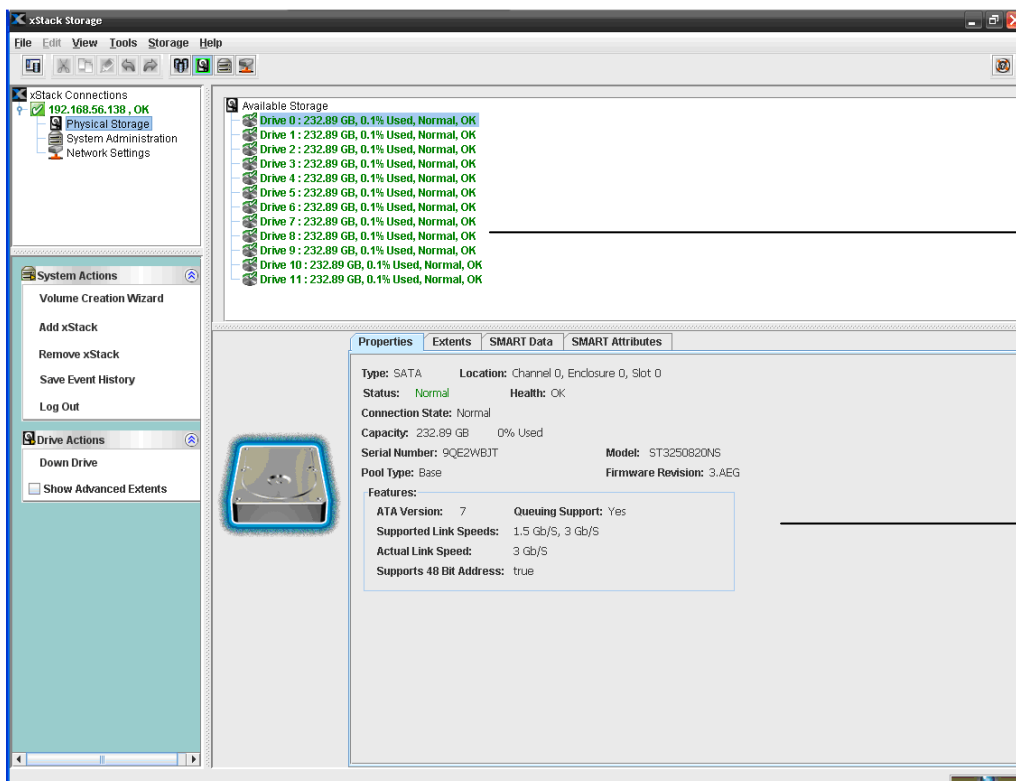 xStack Storage
File Edit View Tools Storage Help
xStack Connections
192.168.56.138 , OK
Physical Storage
System Administration
Network Settings
Available Storage
Drive 0 : 232.89 GB, 0.1% Used, Normal, OK
Drive 1 : 232.89 GB, 0.1% Used, Normal, OK
Drive 2 : 232.89 GB, 0.1% Used, Normal, OK
Drive 3 : 232.89 GB, 0.1% Used, Normal, OK
Drive 4 : 232.89 GB, 0.1% Used, Normal, OK
Drive 5 : 232.89 GB, 0.1% Used, Normal, OK
Drive 6 : 232.89 GB, 0.1% Used, Normal, OK
Drive 7 : 232.89 GB, 0.1% Used, Normal, OK
Drive 8 : 232.89 GB, 0.1% Used, Normal, OK
Drive 9 : 232.89 GB, 0.1% Used, Normal, OK
Drive 10 : 232.89 GB, 0.1% Used, Normal, OK
Drive 11 : 232.89 GB, 0.1% Used, Normal, OK
System Actions
Volume Creation Wizard
Add xStack
Remove xStack
Save Event History
Log Out
Drive Actions
Down Drive
Show Advanced Extents
Properties Extents SMART Data SMART Attributes
Type: SATA Location: Channel 0, Enclosure 0, Slot 0
Status: Normal Health: OK
Connection State: Normal
Capacity: 232.89 GB 0% Used
Serial Number: 9QE2WBJT Model: ST3250820NS
Pool Type: Base Firmware Revision: 3.AEG
Features:
ATA Version: 7 Queuing Support: Yes
Supported Link Speeds: 1.5 Gb/S, 3 Gb/S
Actual Link Speed: 3 Gb/S
Supports 48 Bit Address: true